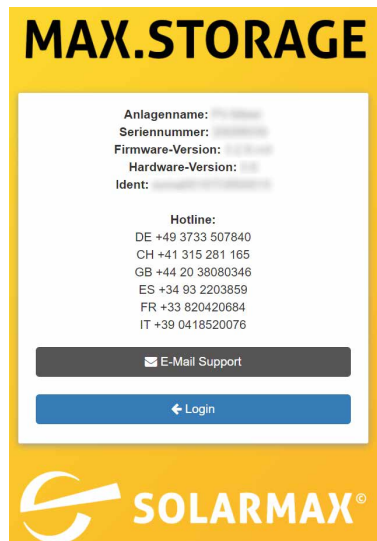 MAX.STORAGE
Anlagenname:
Seriennummer:
Firmware-Version:
Hardware-Version:
Ident:
Hotline:
DE +49 3733 507840
CH +41 315 281 165
GB +44 20 38080346
ES +34 93 2203859
FR +33 820420684
IT +39 0418520076
E-Mail Support
Login
SOLARMAX©